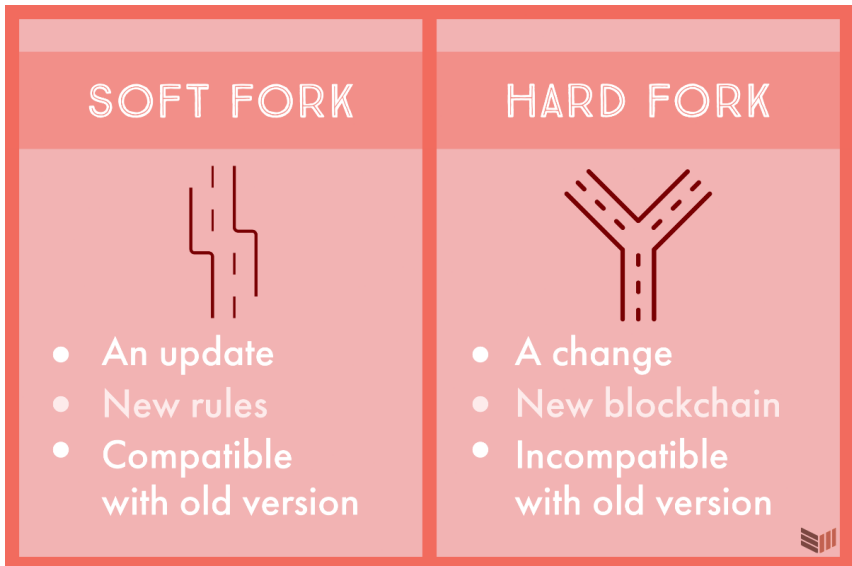 SOFT FORK
An update
New rules
Compatible
with old version
HARD FORK
A change
New blockchain
Incompatible
with old version